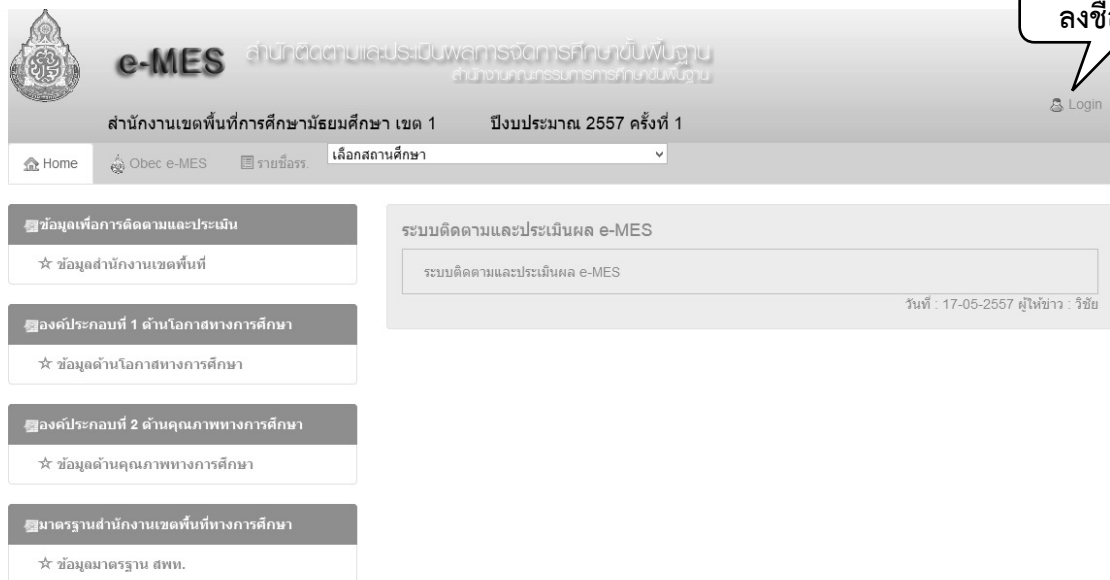 ลงชื่อ
e-MES สำนักติดตามและประเมินผลการจัดการศึกษาขั้นพื้นฐาน
สำนักงานคณะกรรมการการศึกษาขั้นพื้นฐาน
Login
สำนักงานเขตพื้นที่การศึกษามัธยมศึกษา เขต 1 ปีงบประมาณ 2557 ครั้งที่ 1
Home Obec e-MES รายชื่อรร. เลือกสถานศึกษา
ข้อมูลเพื่อการติดตามและประเมิน
ข้อมูลสำนักงานเขตพื้นที่
ระบบติดตามและประเมินผล e-MES
ระบบติดตามและประเมินผล e-MES
วันที่ : 17-05-2557 ผู้ให้ข่าว : วิชัย
องค์ประกอบที่ 1 ด้านโอกาสทางการศึกษา
ข้อมูลด้านโอกาสทางการศึกษา
องค์ประกอบที่ 2 ด้านคุณภาพทางการศึกษา
ข้อมูลด้านคุณภาพทางการศึกษา
มาตรฐานสำนักงานเขตพื้นที่ทางการศึกษา
ข้อมูลมาตรฐาน สพท.